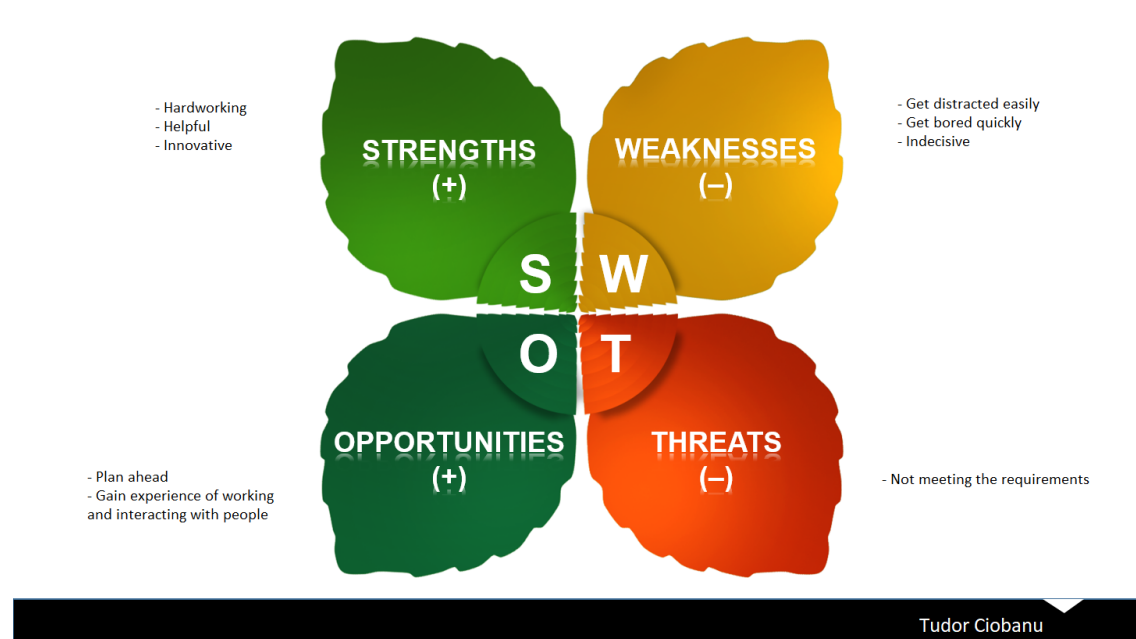 - Hardworking
- Helpful
- Innovative
STRENGTHS
(+)
WEAKNESSES
(–)
- Get distracted easily
- Get bored quickly
- Indecisive
S
W
O
T
OPPORTUNITIES
(+)
THREATS
(–)
- Plan ahead
- Gain experience of working
and interacting with people
- Not meeting the requirements
Tudor Ciobanu